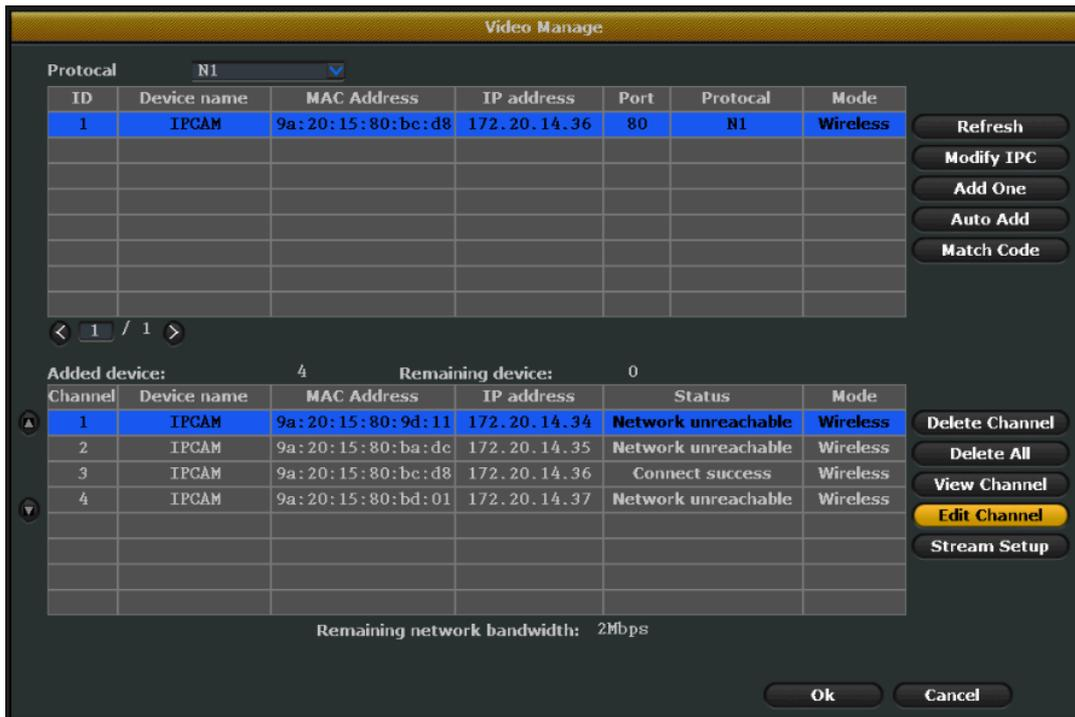 Video Manage
Protocal N1
ID Device name MAC Address IP address Port Protocal Mode
1 IPCAM 9a:20:15:80:bc:d8 172.20.14.36 80 N1 Wireless
Refresh
Modify IPC
Add One
Auto Add
Match Code
1 / 1
Added device: 4 Remaining device: 0
Channel Device name MAC Address IP address Status Mode
1 IPCAM 9a:20:15:80:9d:11 172.20.14.34 Network unreachable Wireless
2 IPCAM 9a:20:15:80:ba:dc 172.20.14.35 Network unreachable Wireless
3 IPCAM 9a:20:15:80:bc:d8 172.20.14.36 Connect success Wireless
4 IPCAM 9a:20:15:80:bd:01 172.20.14.37 Network unreachable Wireless
Delete Channel
Delete All
View Channel
Edit Channel
Stream Setup
Remaining network bandwidth: 2Mbps
Ok Cancel